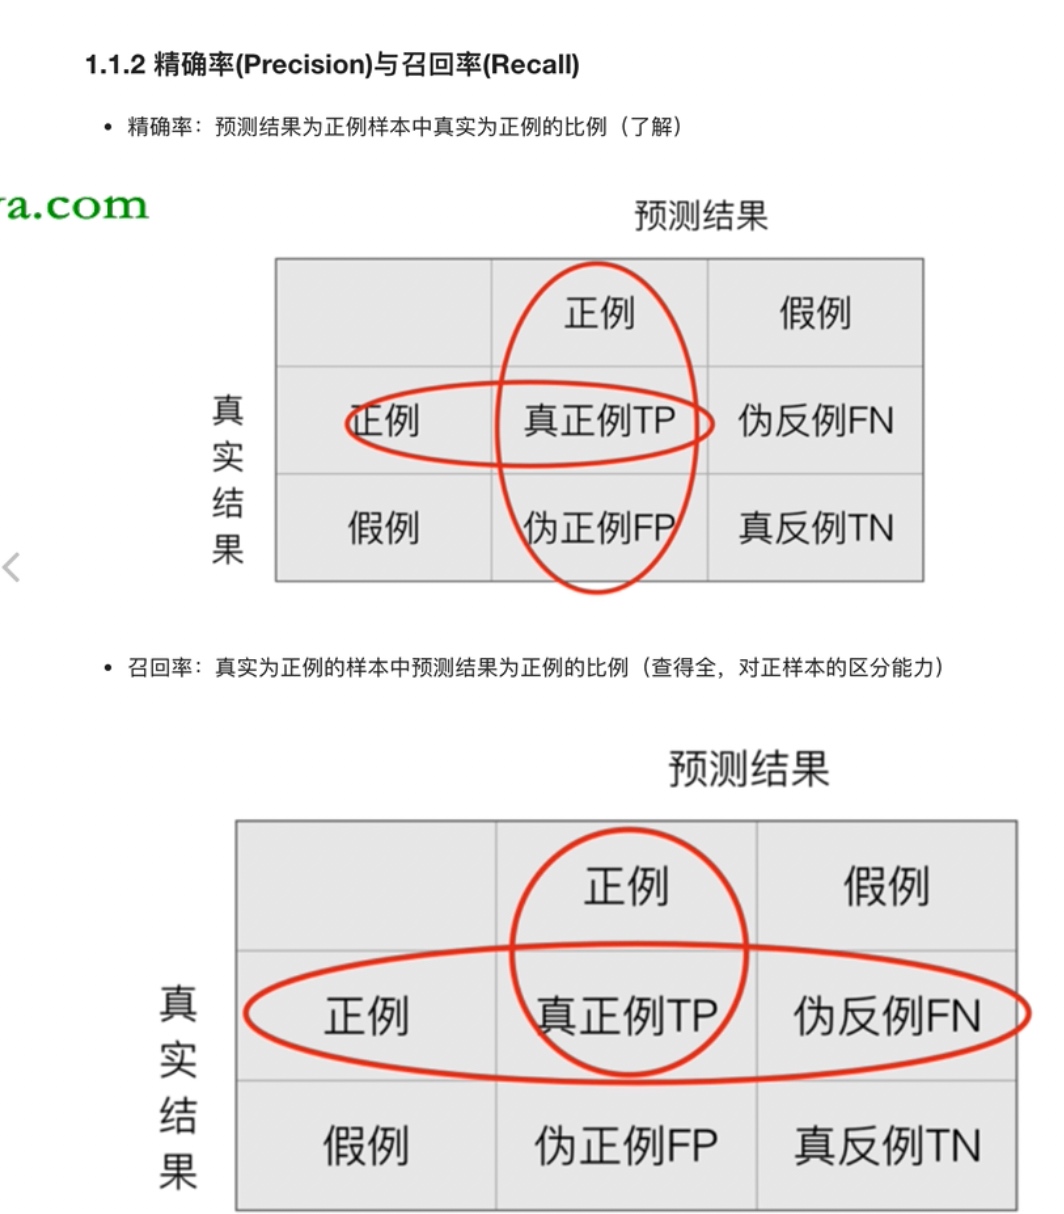 1.1.2 精确率(Precision)与召回率(Recall)
• 精确率：预测结果为正例样本中真实为正例的比例（了解）
a.com
预测结果
正例 假例
真实结果
正例 真正例TP 伪反例FN
假例 伪正例FP 真反例TN
• 召回率：真实为正例的样本中预测结果为正例的比例（查得全，对正样本的区分能力）
预测结果
正例 假例
真实结果
正例 真正例TP 伪反例FN
假例 伪正例FP 真反例TN